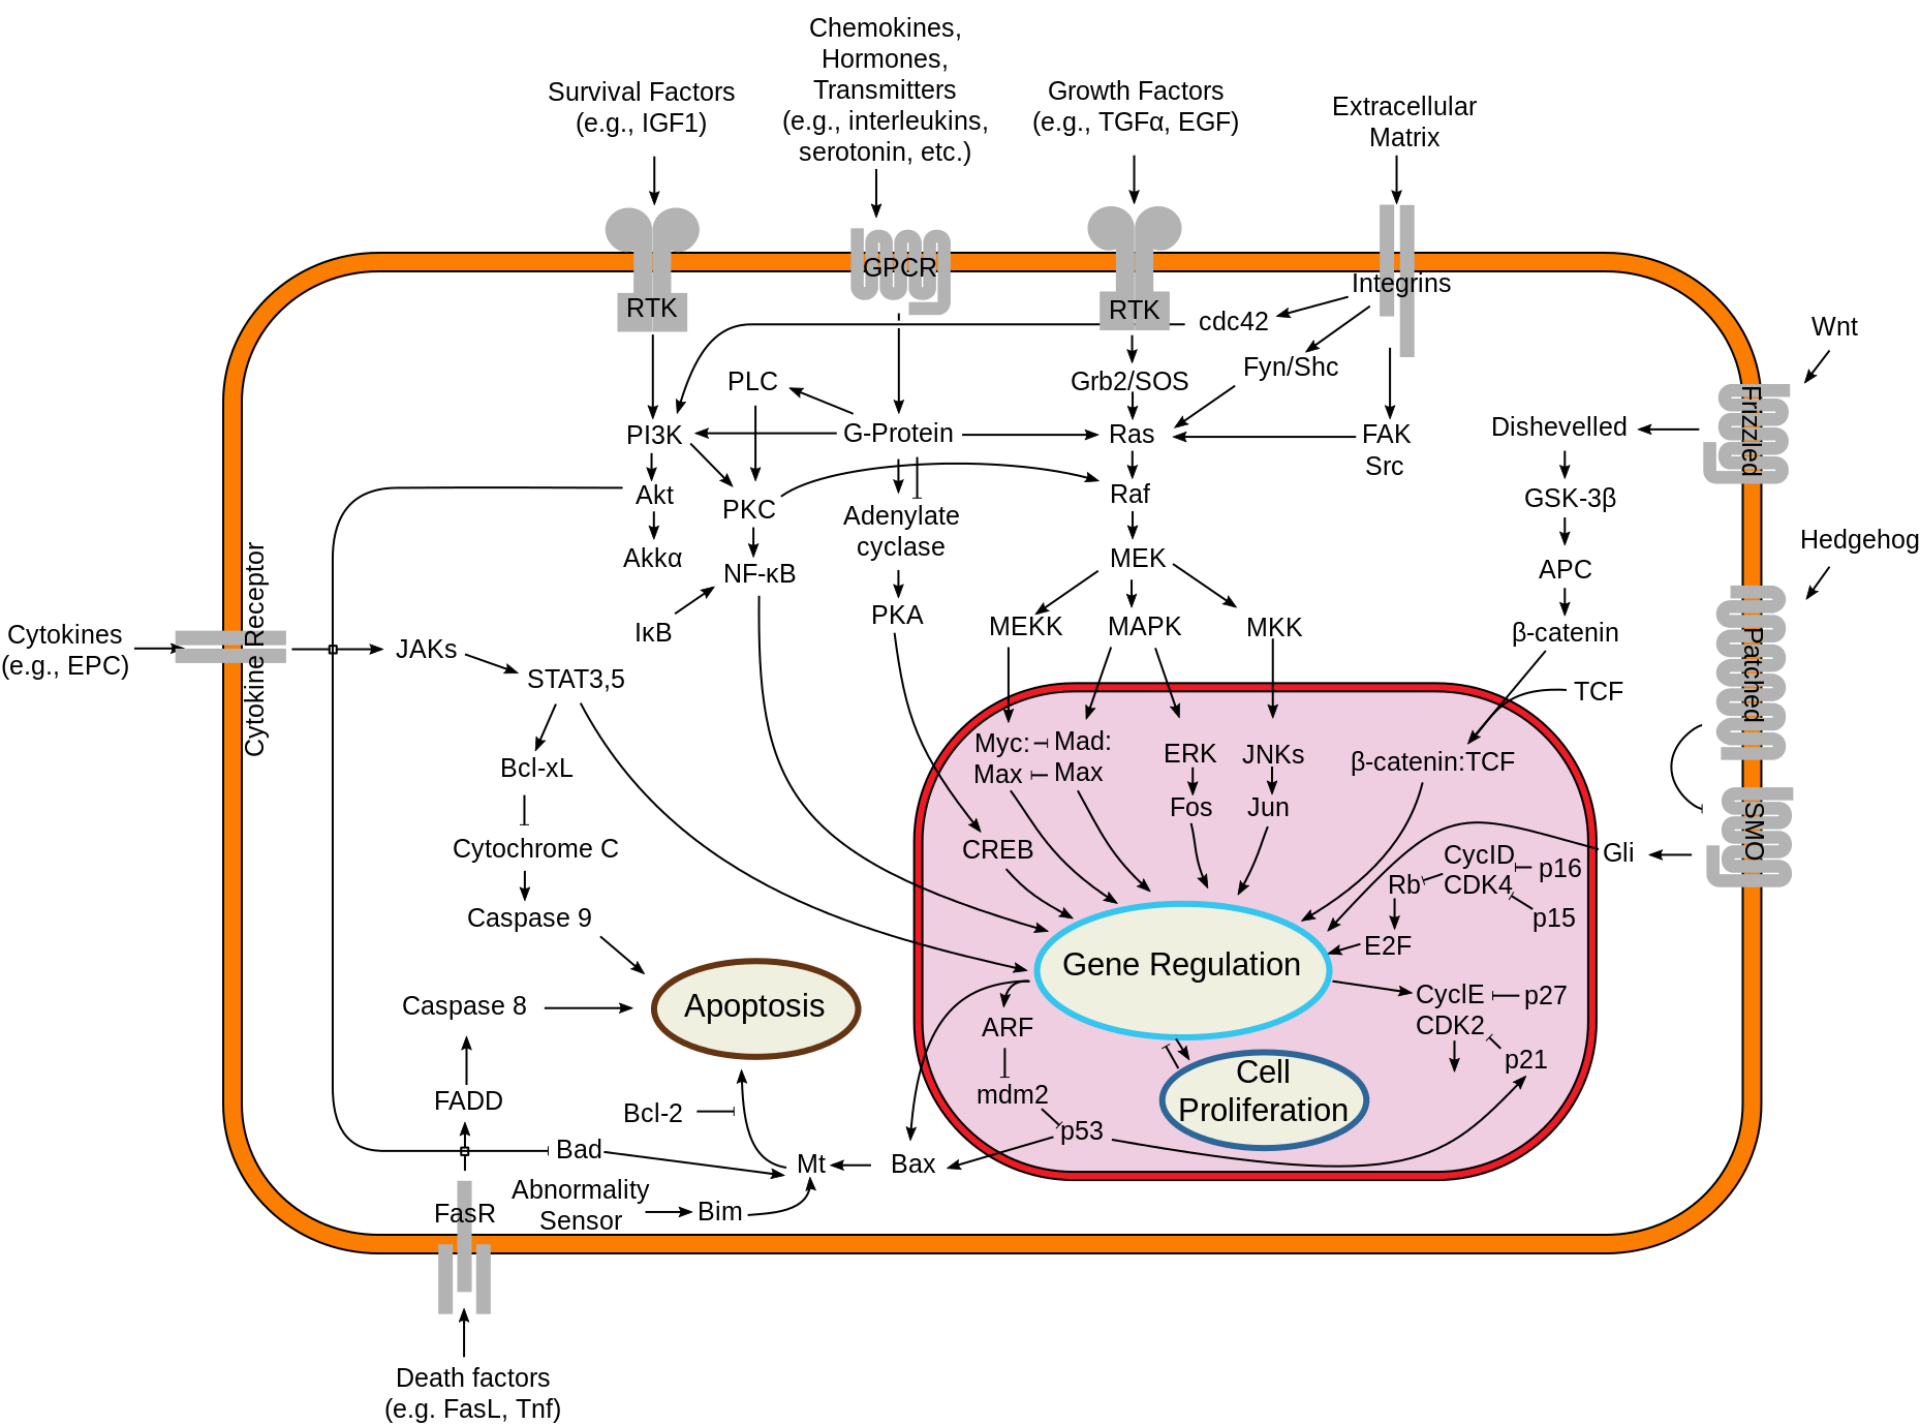 Chemokines,
Hormones,
Transmitters
(e.g., interleukins,
serotonin, etc.)
Survival Factors
(e.g., IGF1)
Growth Factors
(e.g., TGFα, EGF)
Extracellular
Matrix
RTK
GPCR
RTK
Integrins
cdc42
Wnt
Fyn/Shc
PLC
Grb2/SOS
Frizzled
Dishevelled
PI3K
G-Protein
Ras
FAK
Src
Akt
PKC
Raf
GSK-3β
Adenylate
cyclase
Hedgehog
Akkα
NF-κB
MEK
APC
IκB
PKA
MEKK
MAPK
MKK
β-catenin
Cytokines
(e.g., EPC)
Cytokine Receptor
JAKs
STAT3,5
TCF
Patched
Bcl-xL
Myc:
Mad:
Max
Max
ERK
JNKs
β-catenin:TCF
Fos
Jun
SMO
Cytochrome C
CREB
Gli
CycID
CDK4
p16
Rb
p15
Caspase 9
E2F
Gene Regulation
Caspase 8
Apoptosis
CyclE
CDK2
p27
ARF
p21
Cell
Proliferation
mdm2
FADD
Bcl-2
p53
Bad
Mt
Bax
Abnormality
Sensor
Bim
FasR
Death factors
(e.g. FasL, Tnf)